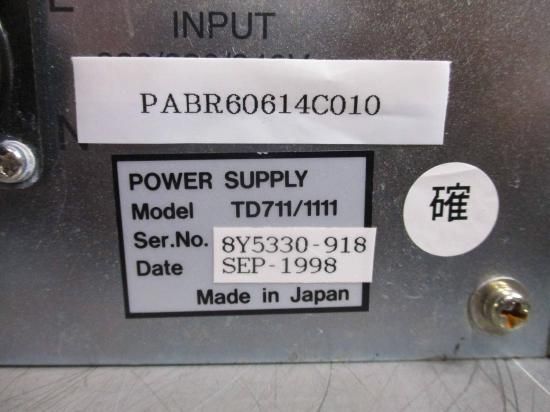 L
INPUT
PABR60614C010
N
POWER SUPPLY
Model TD711/1111
Ser.No. 8Y5330-918
Date SEP-1998
Made in Japan
確